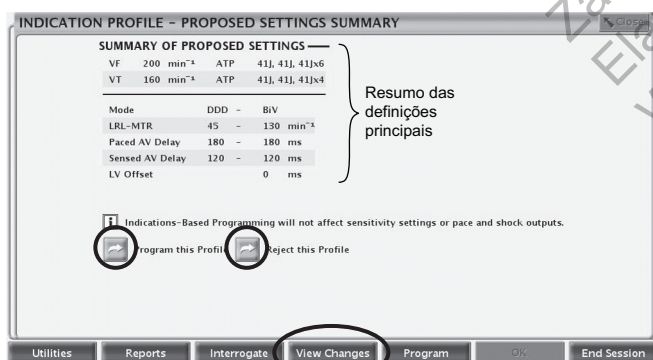 INDICATION PROFILE – PROPOSED SETTINGS SUMMARY
Close
SUMMARY OF PROPOSED SETTINGS
VF 200 min⁻¹ ATP 41J, 41J, 41Jx6
VT 160 min⁻¹ ATP 41J, 41J, 41Jx4
Mode DDD - BiV
LRL-MTR 45 - 130 min⁻¹
Paced AV Delay 180 - 180 ms
Sensed AV Delay 120 - 120 ms
LV Offset 0 ms
Resumo das
definições
principais
i Indications-Based Programming will not affect sensitivity settings or pace and shock outputs.
Program this Profile Reject this Profile
Utilities Reports Interrogate View Changes Program OK End Session